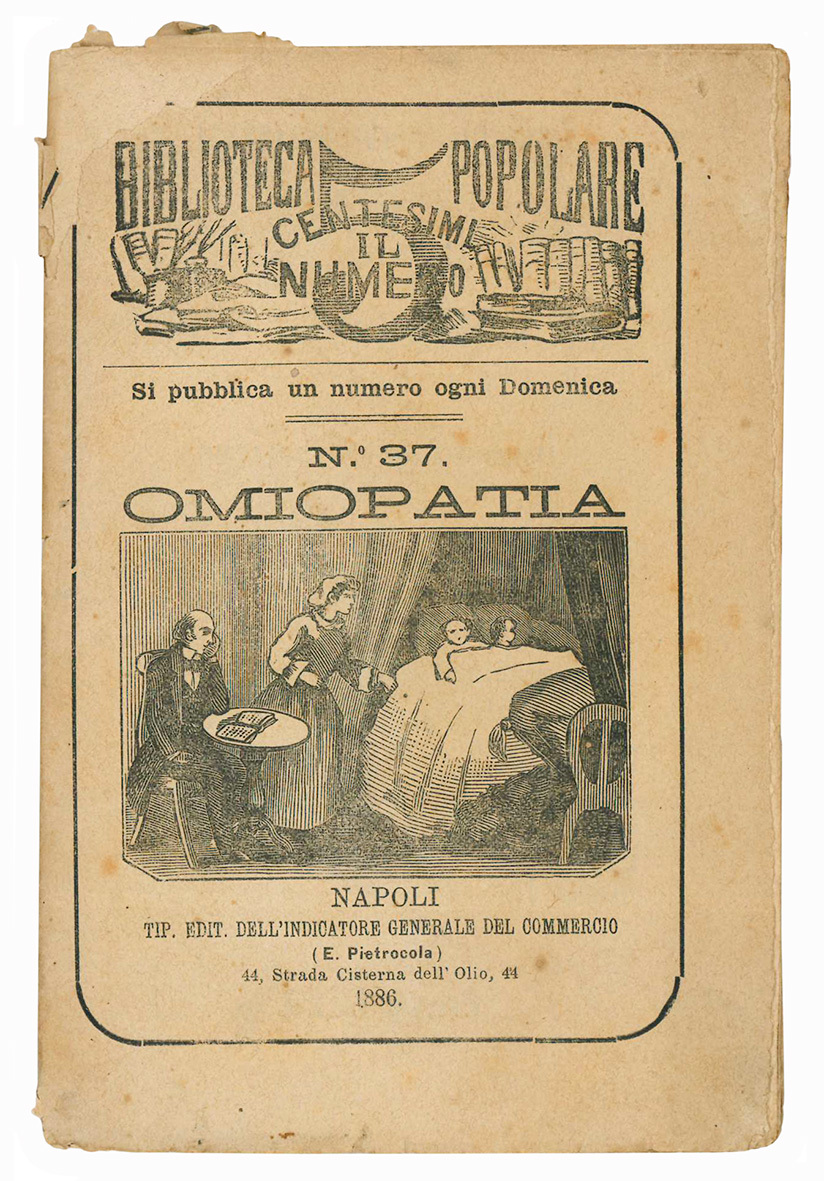 BIBLIOTECA POPOLARE
5
CENTESIMI
IL
NUMERO
Si pubblica un numero ogni Domenica
N.º 37.
OMIOPATIA
NAPOLI
TIP. EDIT. DELL'INDICATORE GENERALE DEL COMMERCIO
(E. Pietrocola)
44, Strada Cisterna dell' Olio, 44
1886.